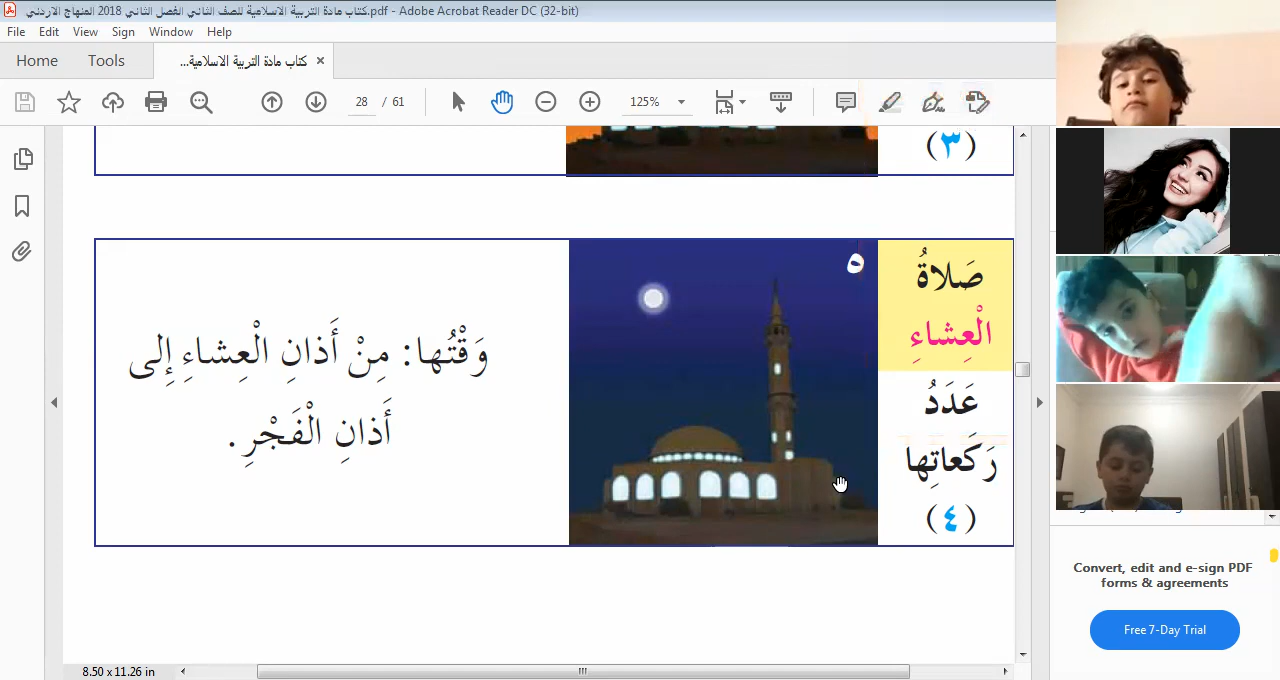 كتاب مادة التربية الاسلامية للصف الثاني الفصل الثاني 2018 المنهاج الاردني.pdf - Adobe Acrobat Reader DC (32-bit)
File Edit View Sign Window Help
Home Tools كتاب مادة التربية الاسلامية... ×
28 / 61 125%
(٣)
٥
صَلاةُ
الْعِشاءِ
عَدَدُ
رَكَعاتِها
(٤)
وَقْتُها: مِنْ أَذانِ الْعِشاءِ إِلى
أَذانِ الْفَجْرِ.
8.50 x 11.26 in
Convert, edit and e-sign PDF
forms & agreements
Free 7-Day Trial